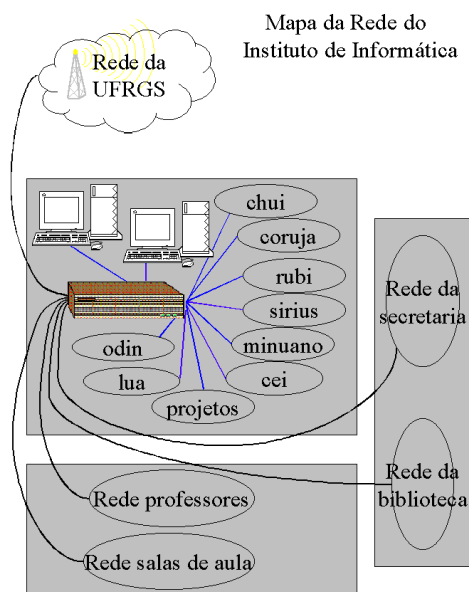 Mapa da Rede do
Instituto de Informática
Rede da
UFRGS
chui
coruja
rubi
sirius
minuano
cei
odin
lua
projetos
Rede da
secretaria
Rede da
biblioteca
Rede professores
Rede salas de aula